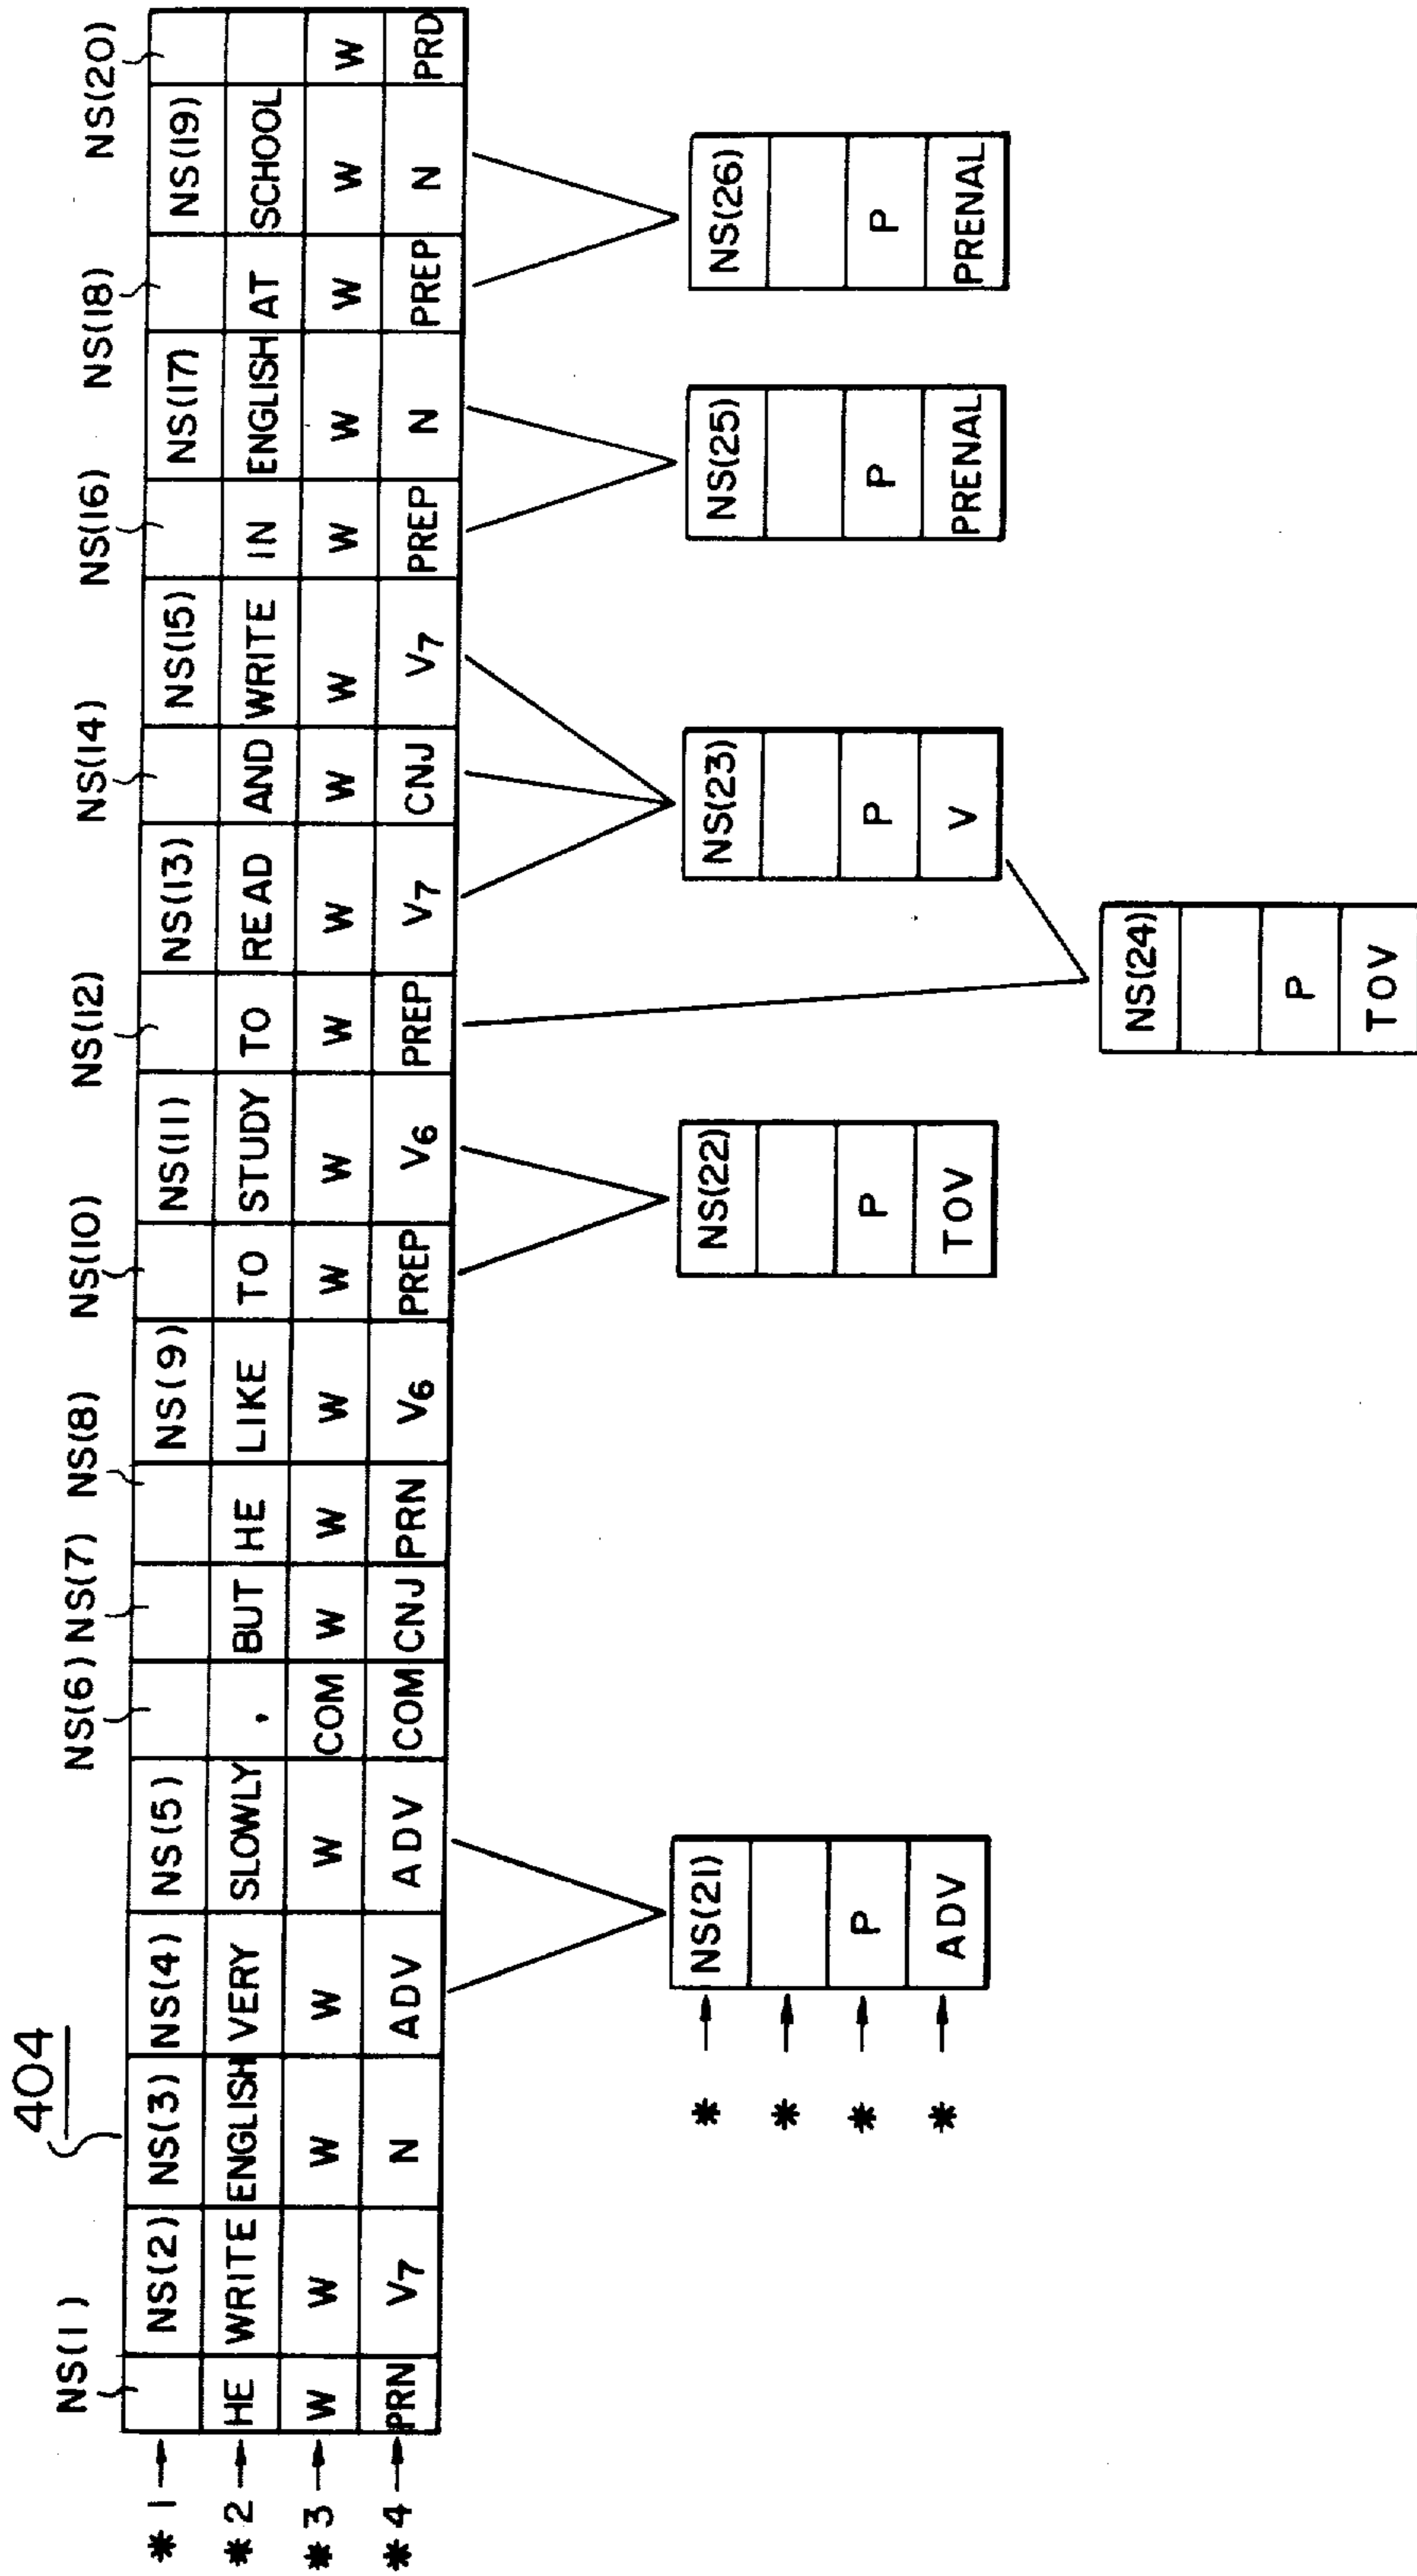 404
NS(1) NS(6) NS(7) NS(8) NS(10) NS(12) NS(14) NS(16) NS(18) NS(20)
*1 NS(2) NS(3) NS(4) NS(5) NS(9) NS(11) NS(13) NS(15) NS(17) NS(19)
*2 HE WRITE ENGLISH VERY SLOWLY , BUT HE LIKE TO STUDY TO READ AND WRITE IN ENGLISH AT SCHOOL
*3 W W W W W COM W W W W W W W W W W W W W W
*4 PRN V7 N ADV ADV COM CNJ PRN V6 PREP V6 PREP V7 CNJ V7 PREP N PREP N PRD
* NS(21) NS(22) NS(23) NS(25) NS(26)
*
* P P P P P
* ADV TOV V PRENAL PRENAL
NS(24)
P
TOV